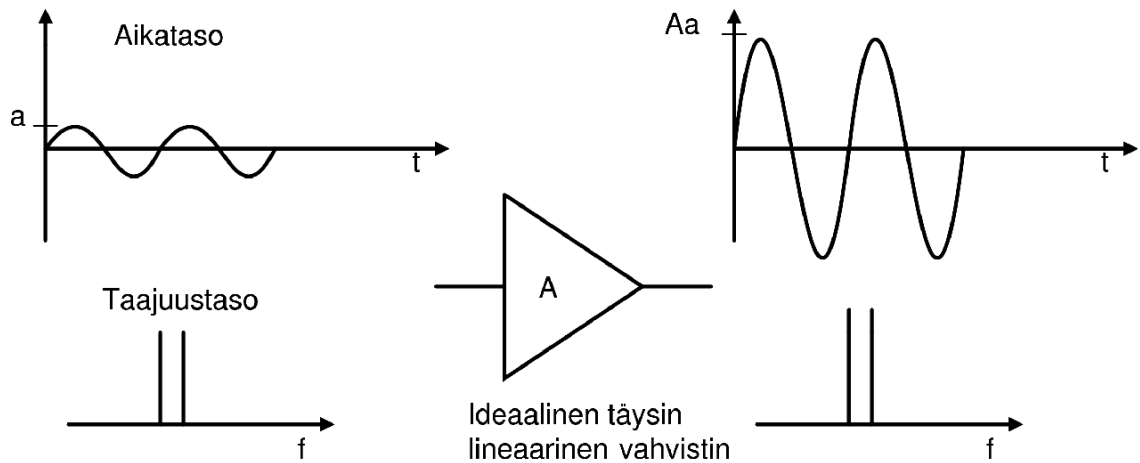 Aikataso
a
t
Aa
t
Taajuustaso
f
A
Ideaalinen täysin
lineaarinen vahvistin
f